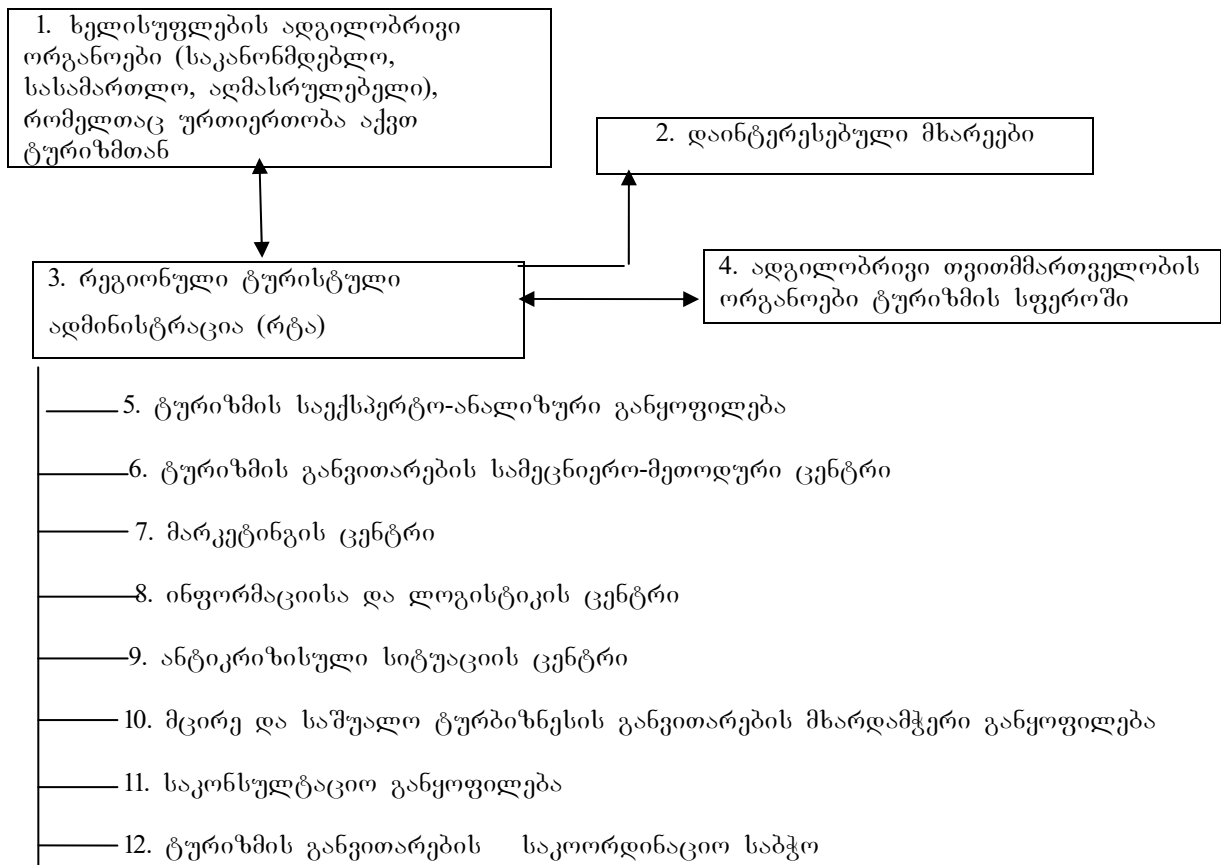 1. ხელისუფლების ადგილობრივი
ორგანოები (საკანონმდებლო,
სასამართლო, აღმასრულებელი),
რომელთაც ურთიერთობა აქვთ
ტურიზმთან
2. დაინტერესებული მხარეები
3. რეგიონული ტურისტული
ადმინისტრაცია (რტა)
4. ადგილობრივი თვითმმართველობის
ორგანოები ტურიზმის სფეროში
5. ტურიზმის საექსპერტო-ანალიზური განყოფილება
6. ტურიზმის განვითარების სამეცნიერო-მეთოდური ცენტრი
7. მარკეტინგის ცენტრი
8. ინფორმაციისა და ლოგისტიკის ცენტრი
9. ანტიკრიზისული სიტუაციის ცენტრი
10. მცირე და საშუალო ტურბიზნესის განვითარების მხარდამჭერი განყოფილება
11. საკონსულტაციო განყოფილება
12. ტურიზმის განვითარების საკოორდინაციო საბჭო